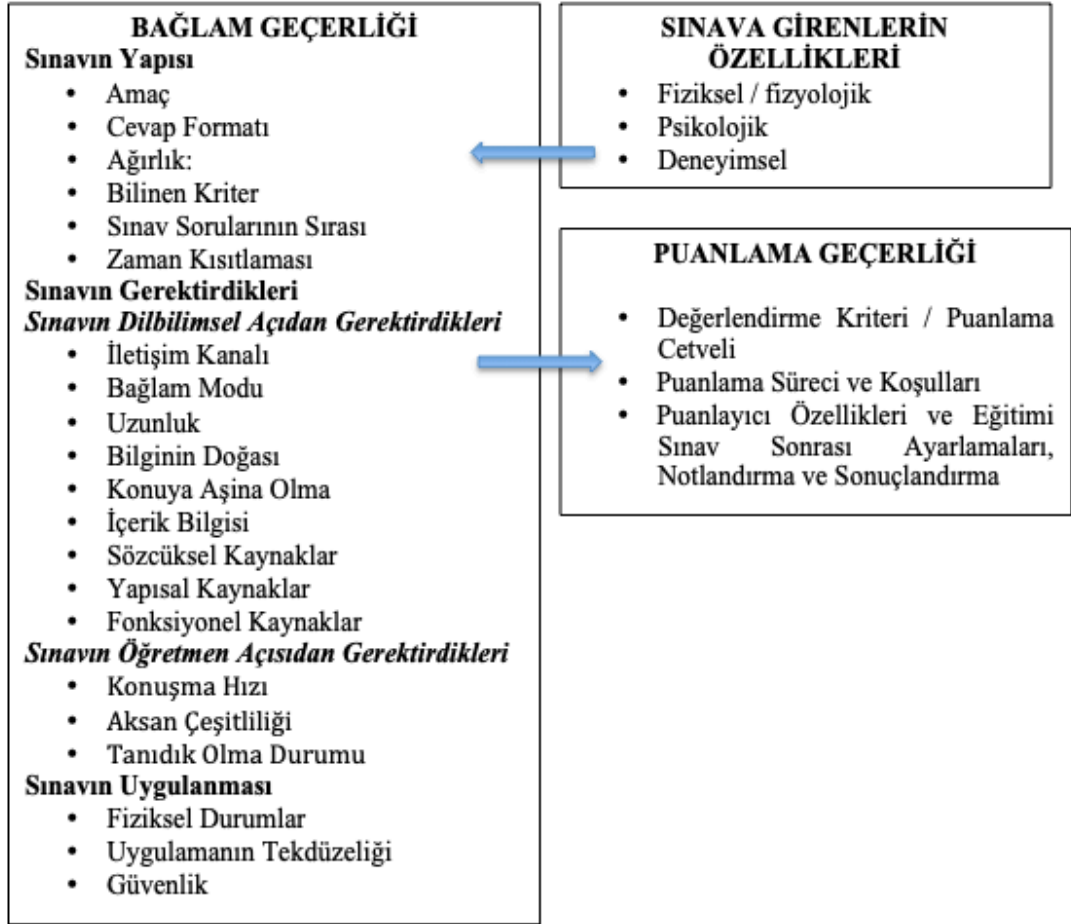 BAĞLAM GEÇERLİĞİ
Sınavın Yapısı
• Amaç
• Cevap Formatı
• Ağırlık:
• Bilinen Kriter
• Sınav Sorularının Sırası
• Zaman Kısıtlaması
Sınavın Gerektirdikleri
Sınavın Dilbilimsel Açıdan Gerektirdikleri
• İletişim Kanalı
• Bağlam Modu
• Uzunluk
• Bilginin Doğası
• Konuya Aşina Olma
• İçerik Bilgisi
• Sözcüksel Kaynaklar
• Yapısal Kaynaklar
• Fonksiyonel Kaynaklar
Sınavın Öğretmen Açısıdan Gerektirdikleri
• Konuşma Hızı
• Aksan Çeşitliliği
• Tanıdık Olma Durumu
Sınavın Uygulanması
• Fiziksel Durumlar
• Uygulamanın Tekdüzeliği
• Güvenlik
SINAVA GİRENLERİN
ÖZELLİKLERİ
• Fiziksel / fizyolojik
• Psikolojik
• Deneyimsel
PUANLAMA GEÇERLİĞİ
• Değerlendirme Kriteri / Puanlama
Cetveli
• Puanlama Süreci ve Koşulları
• Puanlayıcı Özellikleri ve Eğitimi
Sınav Sonrası Ayarlamaları,
Notlandırma ve Sonuçlandırma